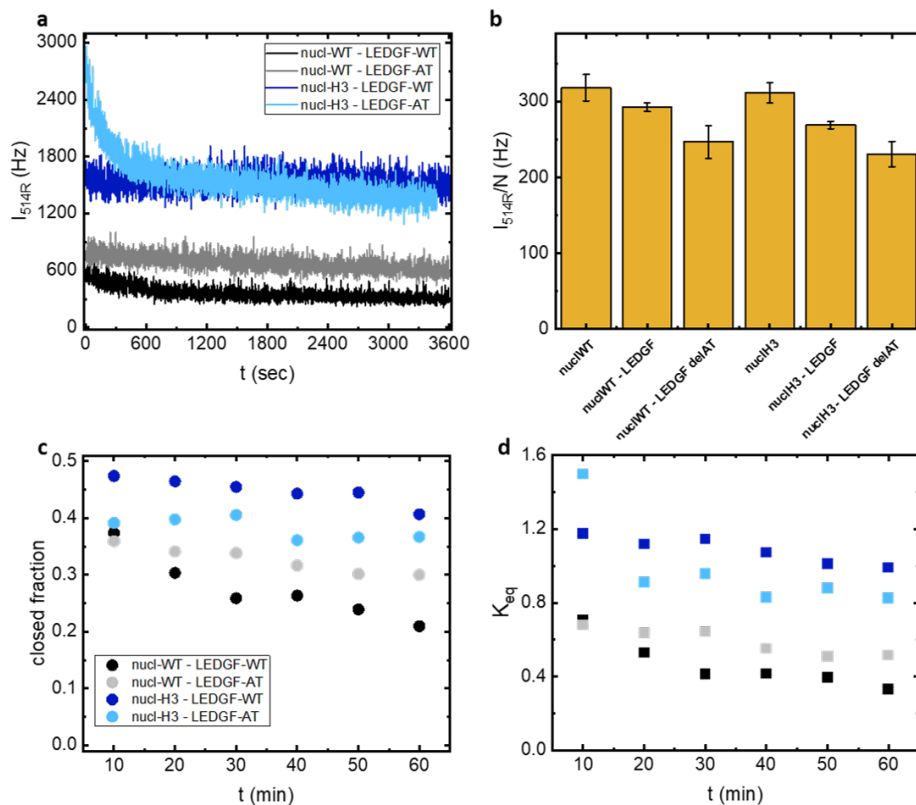 a
3000
2400
1800
1200
600
0
I514R (Hz)
nucl-WT - LEDGF-WT
nucl-WT - LEDGF-AT
nucl-H3 - LEDGF-WT
nucl-H3 - LEDGF-AT
0 600 1200 1800 2400 3000 3600
t (sec)
b
300
200
100
0
I514R/N (Hz)
nuclWT
nuclWT - LEDGF
nuclWT - LEDGF delAT
nuclH3
nuclH3 - LEDGF
nuclH3- LEDGF delAT
c
0.5
0.4
0.3
0.2
0.1
0.0
closed fraction
nucl-WT - LEDGF-WT
nucl-WT - LEDGF-AT
nucl-H3 - LEDGF-WT
nucl-H3 - LEDGF-AT
10 20 30 40 50 60
t (min)
d
1.6
1.2
0.8
0.4
0.0
Keq
10 20 30 40 50 60
t (min)